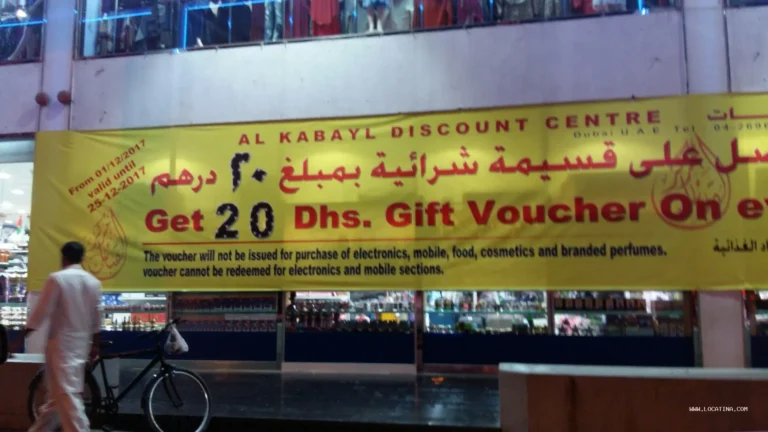 AL KABAYL DISCOUNT CENTRE
Dubai U A E Tel
From 01/12/2017
valid until
25-12-2017
على قسيمة شرائية بمبلغ ٢٠ درهم
Get 20 Dhs. Gift Voucher On
The voucher will not be issued for purchase of electronics, mobile, food, cosmetics and branded perfumes.
voucher cannot be redeemed for electronics and mobile sections.
الغذائية
WWW.LOCATINA.COM